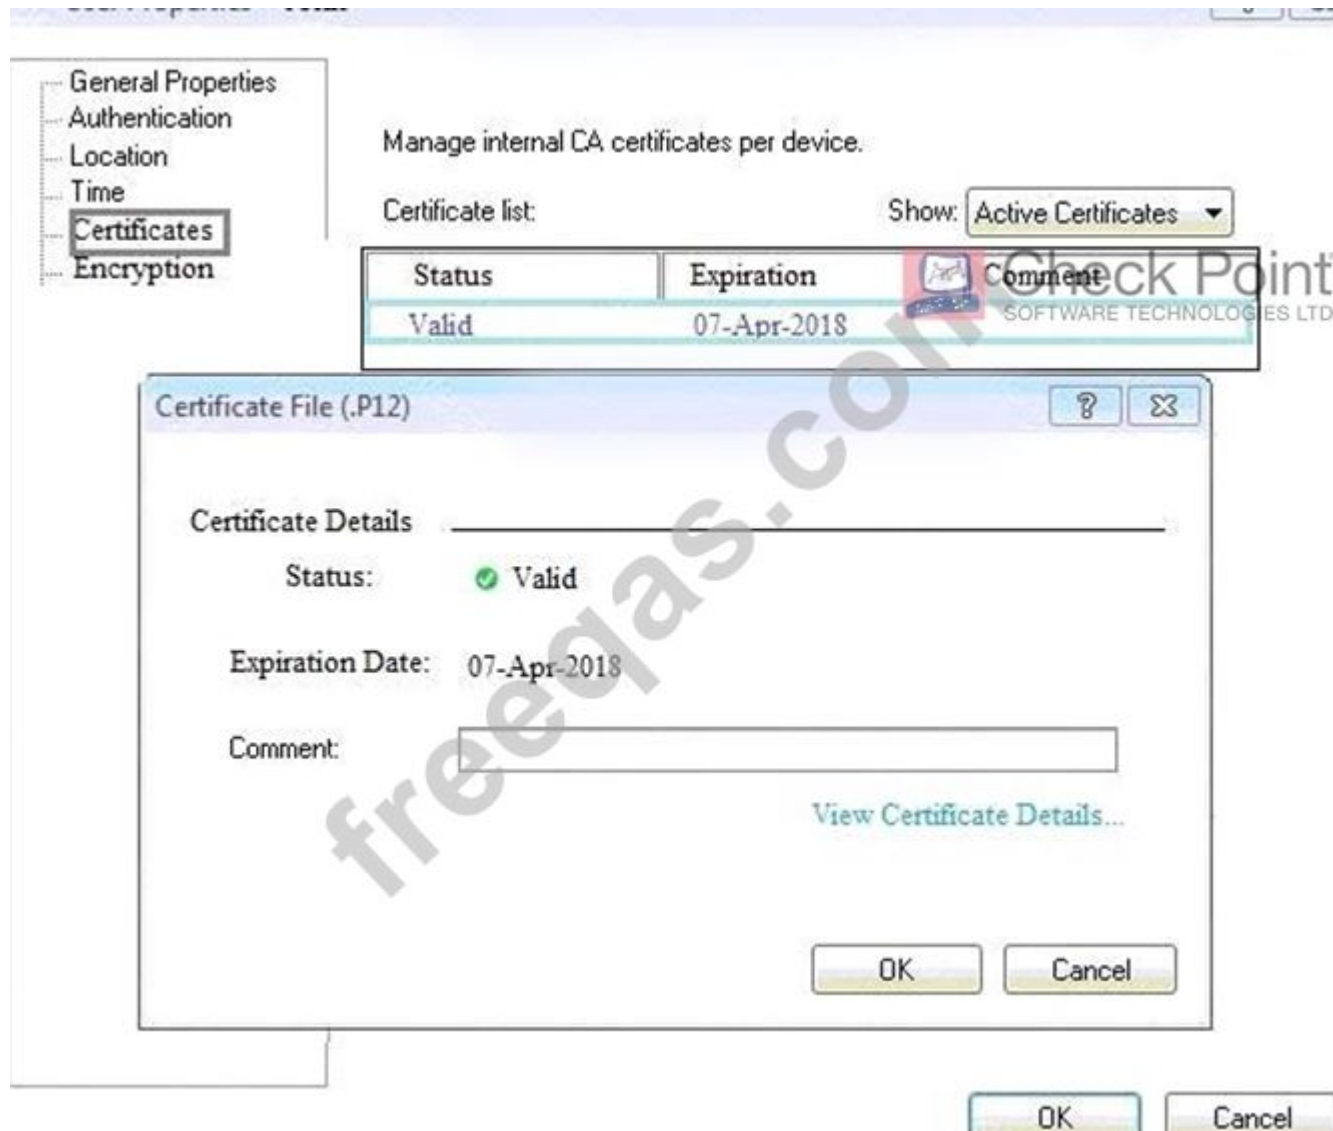 General Properties
Authentication
Location
Time
Certificates
Encryption
Manage internal CA certificates per device.
Certificate list:
Show: Active Certificates
Status Expiration Comment
Valid 07-Apr-2018
Check Point
SOFTWARE TECHNOLOGIES LTD
Certificate File (.P12)
Certificate Details
Status: Valid
Expiration Date: 07-Apr-2018
Comment:
View Certificate Details...
OK Cancel
OK Cancel
freeqas.com